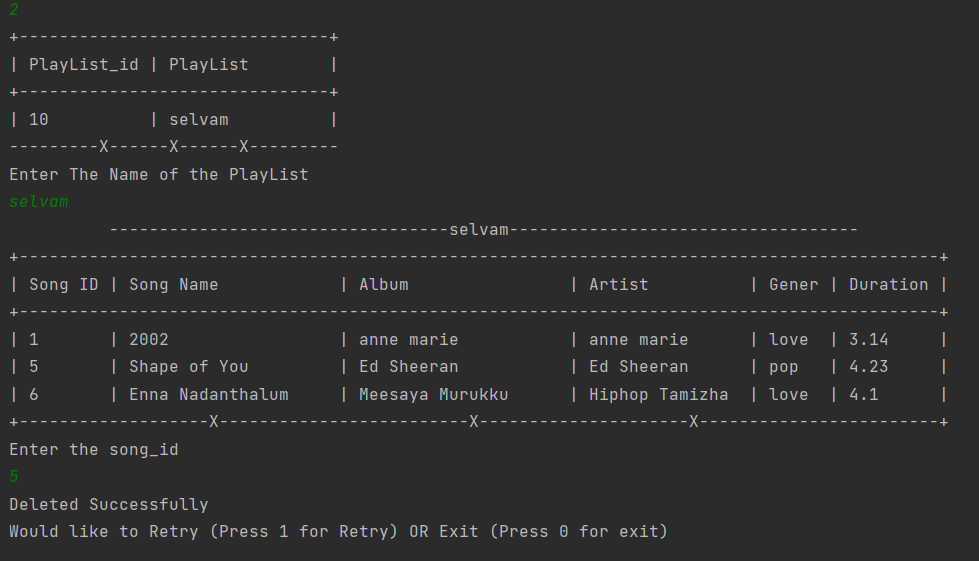 2
+-------------------------------+
| PlayList_id | PlayList        |
+-------------------------------+
| 10          | selvam          |
---------X------X------X---------
Enter The Name of the PlayList
selvam
          ----------------------------------selvam-----------------------------------
+--------------------------------------------------------------------------------------------+
| Song ID | Song Name            | Album                | Artist          | Gener | Duration |
+--------------------------------------------------------------------------------------------+
| 1       | 2002                 | anne marie           | anne marie      | love  | 3.14     |
| 5       | Shape of You         | Ed Sheeran           | Ed Sheeran      | pop   | 4.23     |
| 6       | Enna Nadanthalum     | Meesaya Murukku      | Hiphop Tamizha  | love  | 4.1      |
+-------------------X-------------------------X---------------------X------------------------+
Enter the song_id
5
Deleted Successfully
Would like to Retry (Press 1 for Retry) OR Exit (Press 0 for exit)